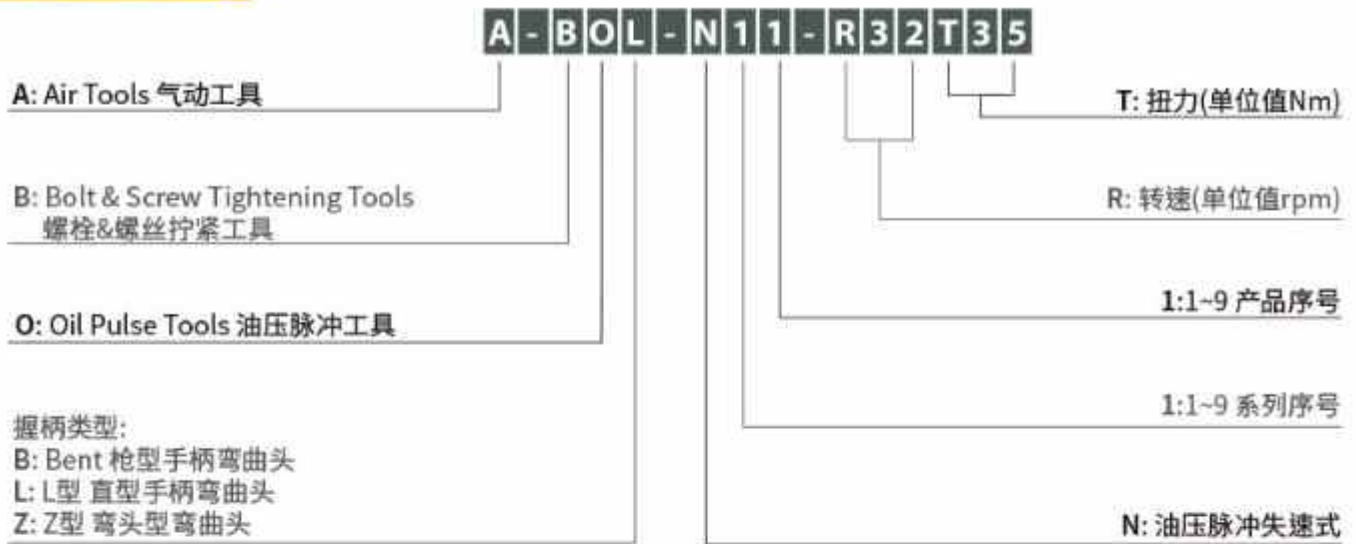 A-BOL-N11-R32T35
A: Air Tools 气动工具
B: Bolt & Screw Tightening Tools
螺栓&螺丝拧紧工具
O: Oil Pulse Tools 油压脉冲工具
握柄类型:
B: Bent 枪型手柄弯曲头
L: L型 直型手柄弯曲头
Z: Z型 弯头型弯曲头
T: 扭力(单位值Nm)
R: 转速(单位值rpm)
1:1~9 产品序号
1:1~9 系列序号
N: 油压脉冲失速式